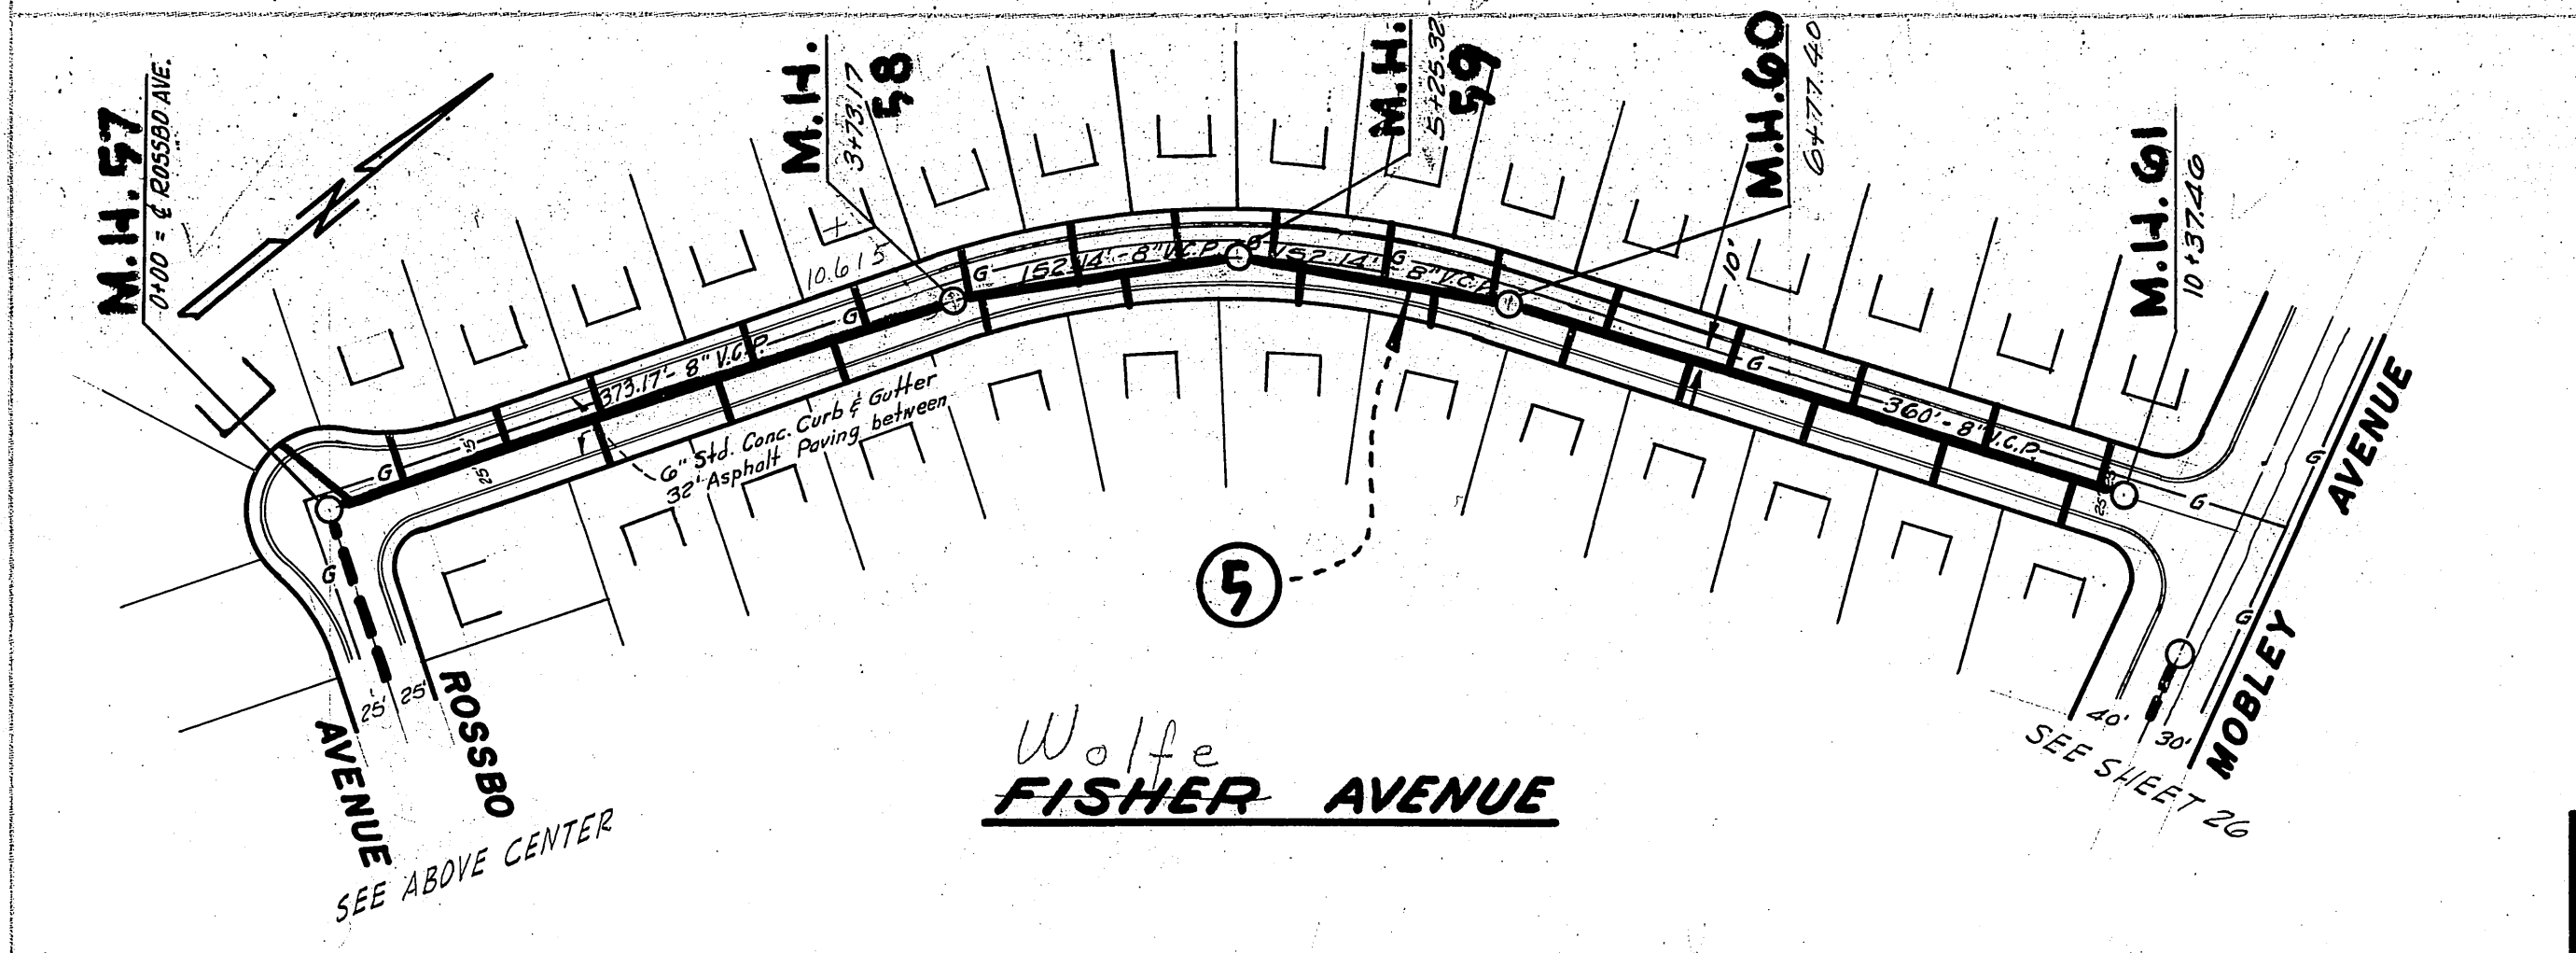 M.H. 57
0+00 = ℄ ROSSBO AVE.
M.H.
58
3+73.17
M.H.
59
5+25.32
M.H. 60
6+77.40
M.H. 61
10+37.46
10.615
373.17'- 8" V.C.P.
152.14'- 8" V.C.P.
152.14'
8" V.C.P.
360'- 8" V.C.P.
10'
G
G
G
G
G
G
G
G
G
G
25'
25'
6" Std. Conc. Curb & Gutter
32' Asphalt Paving between
5
25'
25'
AVENUE
ROSSBO
SEE ABOVE CENTER
Wolfe
FISHER AVENUE
40'
30'
SEE SHEET 26
MOBLEY AVENUE